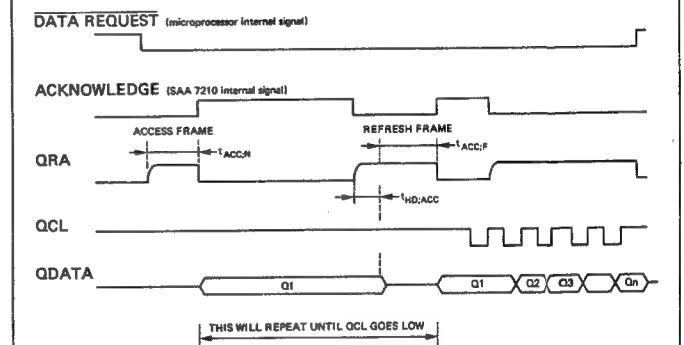 DATA REQUEST (microprocessor internal signal)
ACKNOWLEDGE (SAA 7210 internal signal)
ACCESS FRAME
REFRESH FRAME
tACC;N
tACC;F
QRA
tHD;ACC
QCL
QDATA
Q1
Q1
Q2
Q3
Qn
THIS WILL REPEAT UNTIL QCL GOES LOW